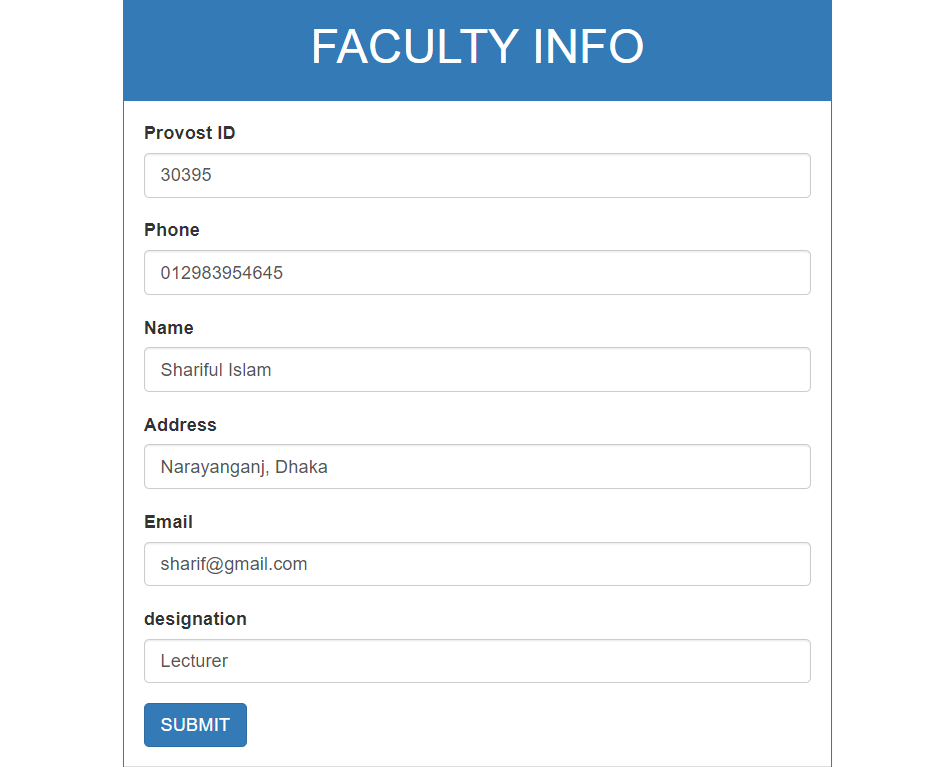 FACULTY INFO
Provost ID
30395
Phone
012983954645
Name
Shariful Islam
Address
Narayanganj, Dhaka
Email
sharif@gmail.com
designation
Lecturer
SUBMIT